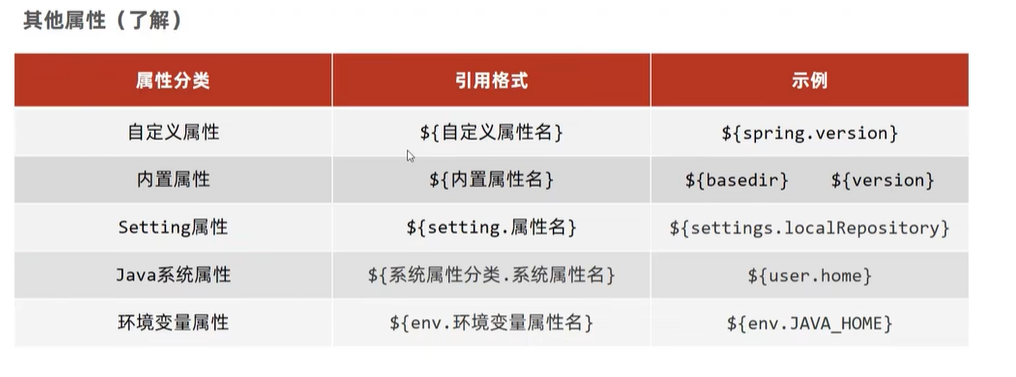 其他属性（了解）
属性分类 引用格式 示例
自定义属性 ${自定义属性名} ${spring.version}
内置属性 ${内置属性名} ${basedir} ${version}
Setting属性 ${setting.属性名} ${settings.localRepository}
Java系统属性 ${系统属性分类.系统属性名} ${user.home}
环境变量属性 ${env.环境变量属性名} ${env.JAVA_HOME}